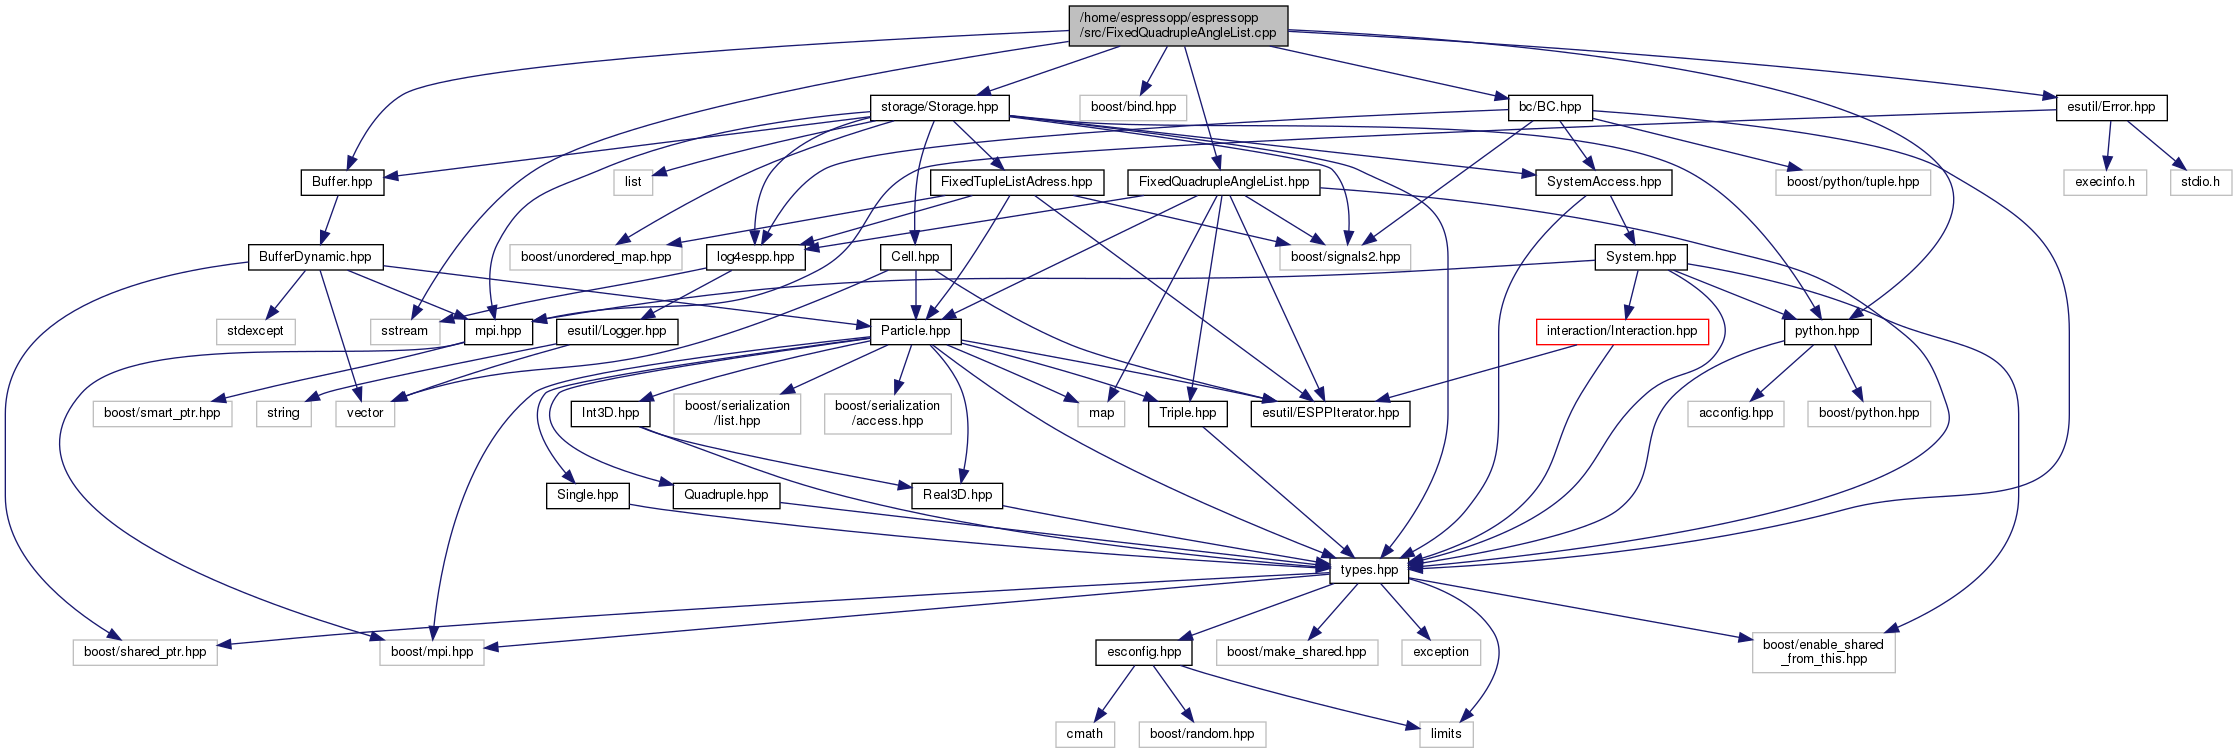 /home/espressopp/espressopp
/src/FixedQuadrupleAngleList.cpp
storage/Storage.hpp
boost/bind.hpp
bc/BC.hpp
esutil/Error.hpp
Buffer.hpp
list
FixedTupleListAdress.hpp
FixedQuadrupleAngleList.hpp
SystemAccess.hpp
boost/python/tuple.hpp
execinfo.h
stdio.h
BufferDynamic.hpp
boost/unordered_map.hpp
log4espp.hpp
Cell.hpp
boost/signals2.hpp
System.hpp
stdexcept
sstream
mpi.hpp
esutil/Logger.hpp
Particle.hpp
interaction/Interaction.hpp
python.hpp
boost/smart_ptr.hpp
string
vector
Int3D.hpp
boost/serialization
/list.hpp
boost/serialization
/access.hpp
map
Triple.hpp
esutil/ESPPIterator.hpp
acconfig.hpp
boost/python.hpp
Single.hpp
Quadruple.hpp
Real3D.hpp
types.hpp
boost/shared_ptr.hpp
boost/mpi.hpp
esconfig.hpp
boost/make_shared.hpp
exception
boost/enable_shared
_from_this.hpp
cmath
boost/random.hpp
limits